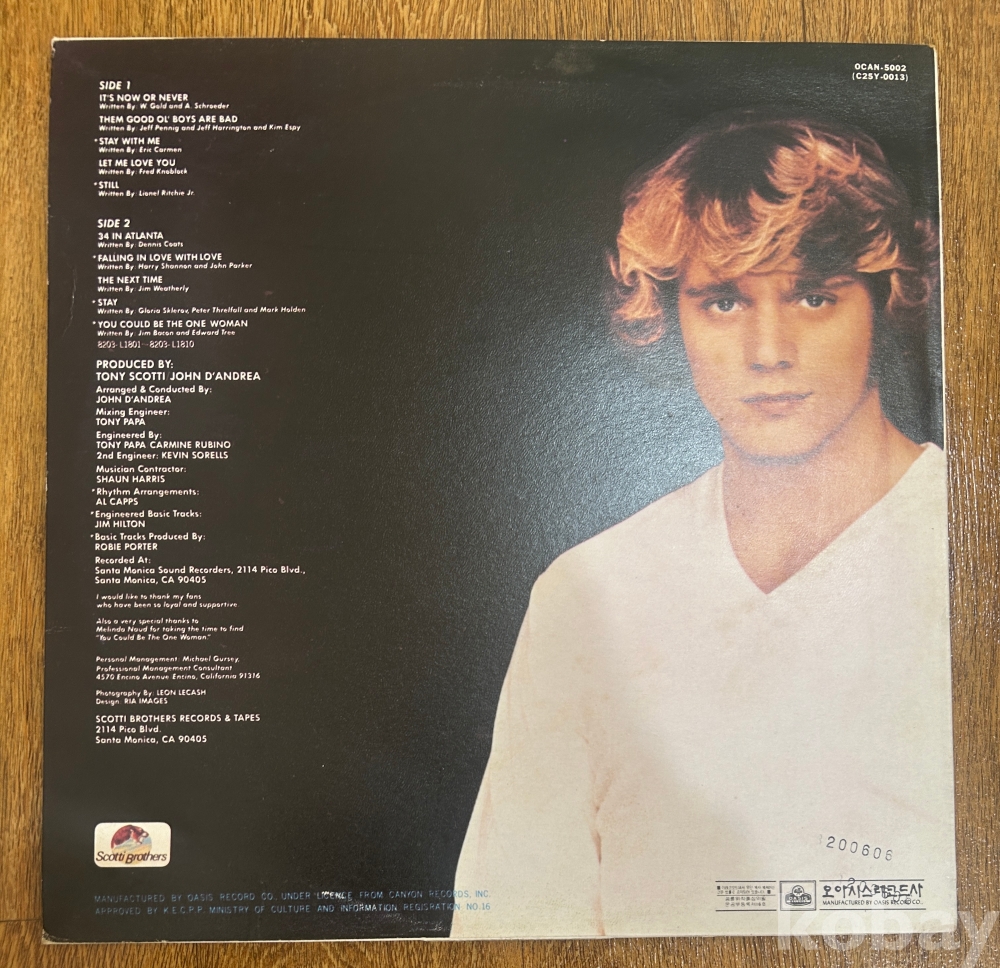 OCAN-5002
(C25Y-0013)
SIDE 1
IT'S NOW OR NEVER
Written By: W. Gold and A. Schroeder
THEM GOOD OL' BOYS ARE BAD
Written By: Jeff Pennig and Jeff Harrington and Kim Espy
*STAY WITH ME
Written By: Eric Carmen
LET ME LOVE YOU
Written By: Fred Knoblock
*STILL
Written By: Lionel Ritchie Jr.
SIDE 2
34 IN ATLANTA
Written By: Dennis Coats
*FALLING IN LOVE WITH LOVE
Written By: Harry Shannon and John Parker
THE NEXT TIME
Written By: Jim Weatherly
*STAY
Written By: Gloria Sklerov, Peter Threlfall and Mark Holden
*YOU COULD BE THE ONE WOMAN
Written By: Jim Bacon and Edward Tree
8203-L1801~8203-L1810
PRODUCED BY:
TONY SCOTTI JOHN D'ANDREA
Arranged & Conducted By:
JOHN D'ANDREA
Mixing Engineer:
TONY PAPA
Engineered By:
TONY PAPA CARMINE RUBINO
2nd Engineer: KEVIN SORELLS
Musician Contractor:
SHAUN HARRIS
*Rhythm Arrangements:
AL CAPPS
*Engineered Basic Tracks:
JIM HILTON
*Basic Tracks Produced By:
ROBIE PORTER
Recorded At:
Santa Monica Sound Recorders, 2114 Pico Blvd.,
Santa Monica, CA 90405
I would like to thank my fans
who have been so loyal and supportive.
Also a very special thanks to
Melinda Naud for taking the time to find
"You Could Be The One Woman."
Personal Management: Michael Gursey,
Professional Management Consultant
4570 Encino Avenue Encino, California 91316
Photography By: LEON LECASH
Design: RIA IMAGES
SCOTTI BROTHERS RECORDS & TAPES
2114 Pico Blvd.
Santa Monica, CA 90405
Scotti Brothers
200606
MANUFACTURED BY OASIS RECORD CO. UNDER LICENCE FROM CANYON RECORDS, INC.
APPROVED BY K.E.C.P.P. MINISTRY OF CULTURE AND INFORMATION REGISRATION NO.16
오아시스레코드사
MANUFACTURED BY OASIS RECORD CO.
kobay